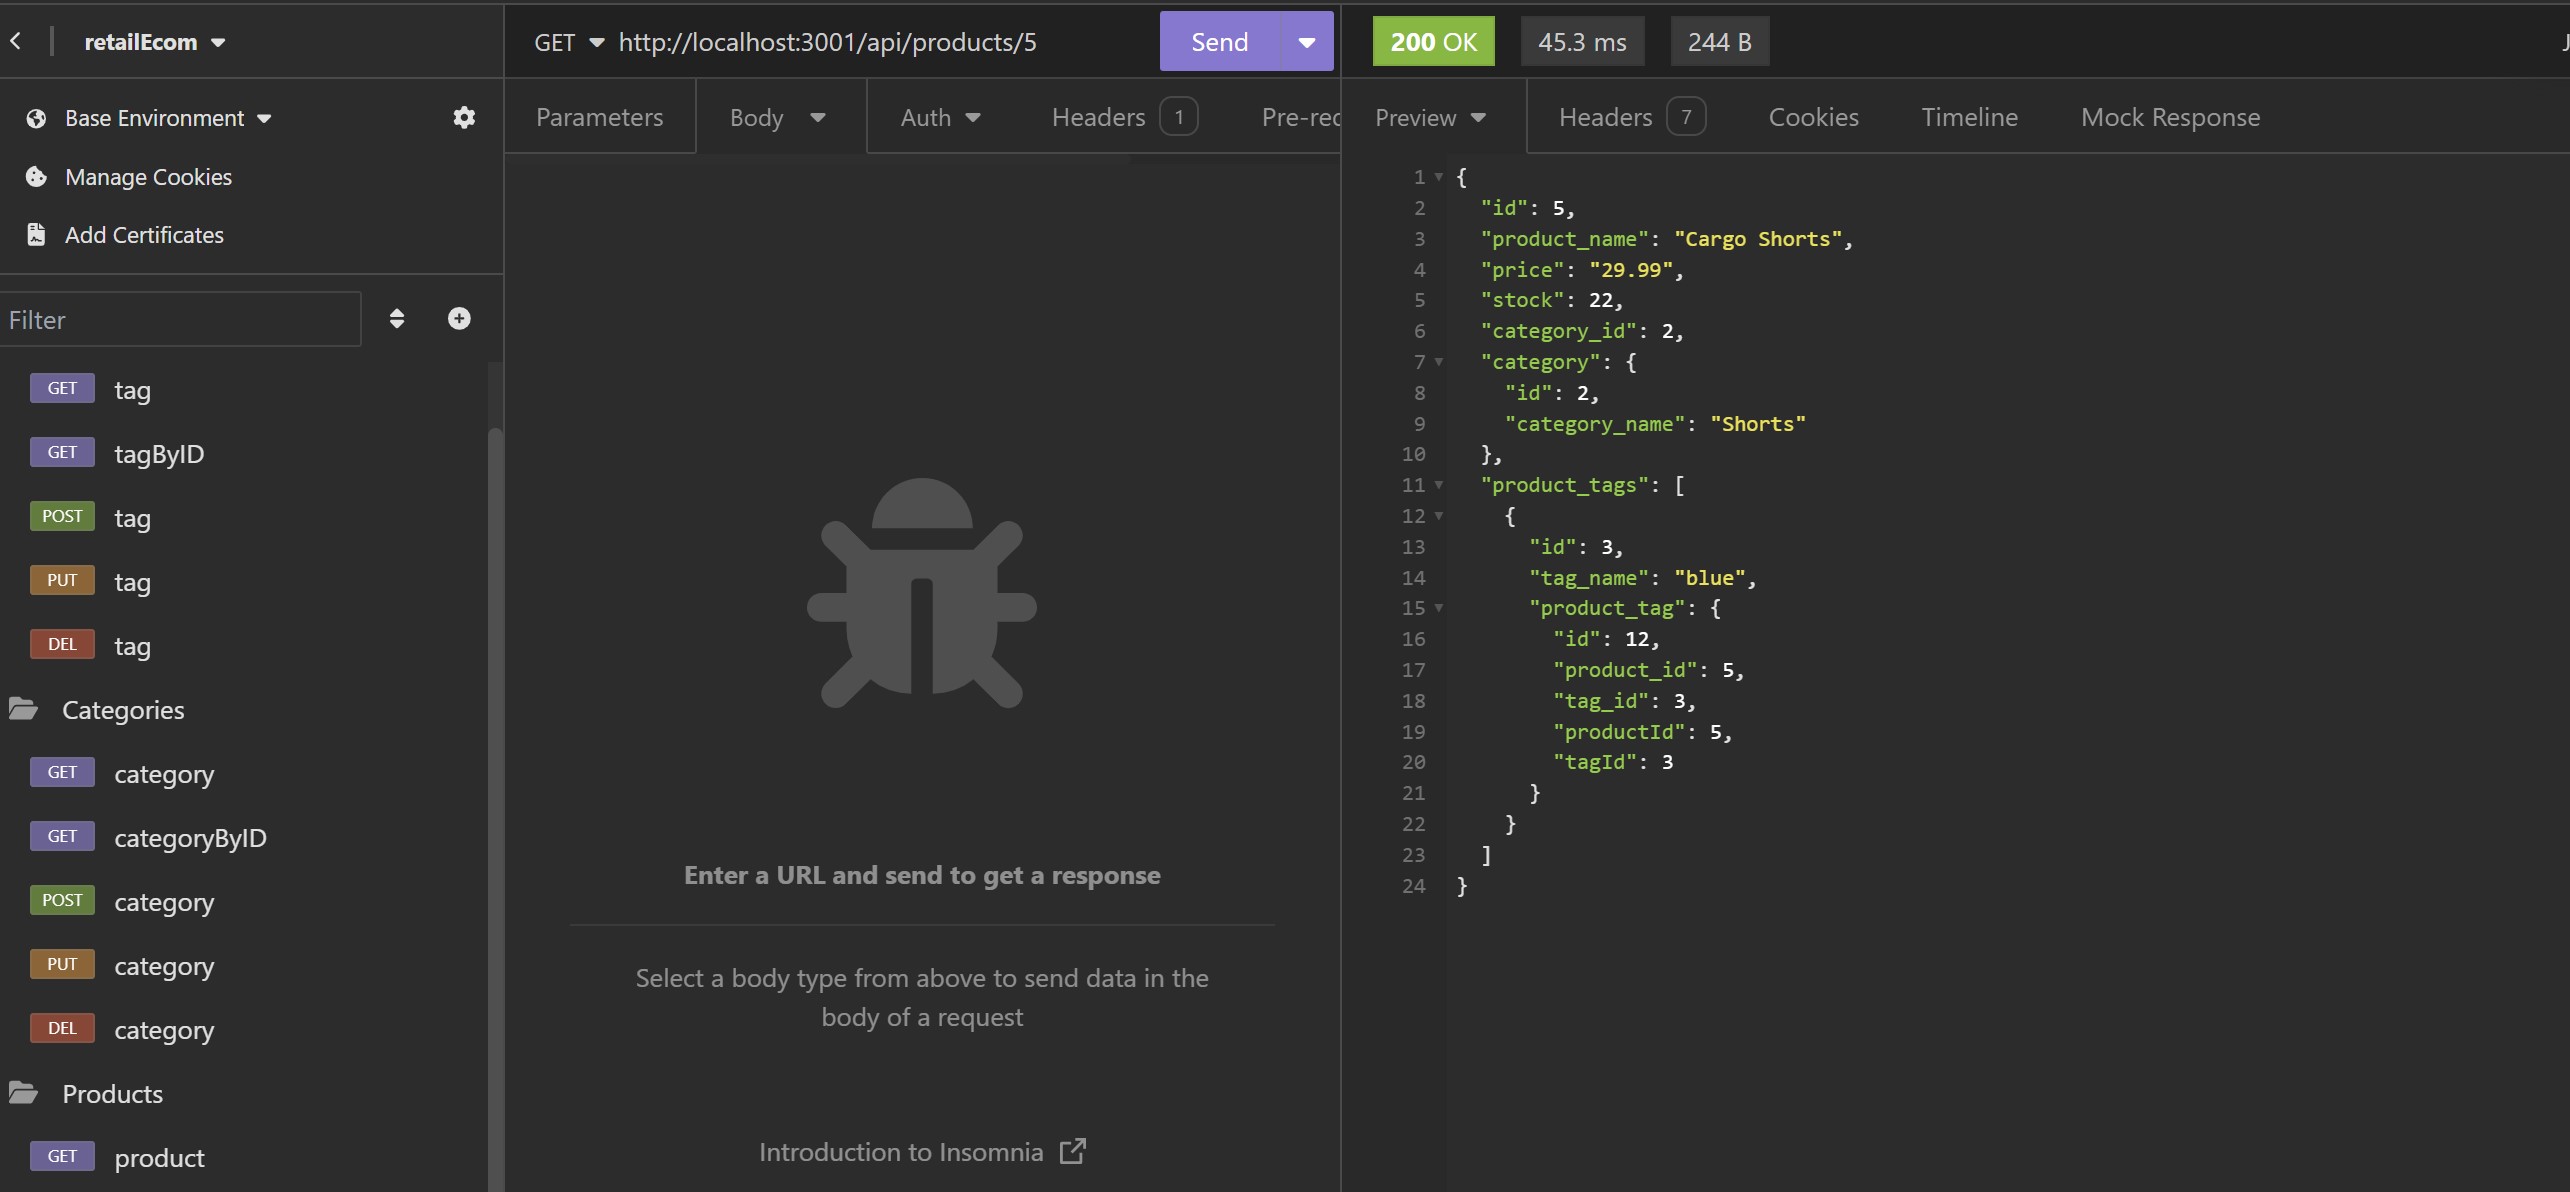 retailEcom
Base Environment
Manage Cookies
Add Certificates
Filter
GET tag
GET tagByID
POST tag
PUT tag
DEL tag
Categories
GET category
GET categoryByID
POST category
PUT category
DEL category
Products
GET product
GET http://localhost:3001/api/products/5 Send
Parameters Body Auth Headers 1 Pre-rec
Enter a URL and send to get a response
Select a body type from above to send data in the
body of a request
Introduction to Insomnia
200 OK 45.3 ms 244 B
Preview Headers 7 Cookies Timeline Mock Response
1 {
2 "id": 5,
3 "product_name": "Cargo Shorts",
4 "price": "29.99",
5 "stock": 22,
6 "category_id": 2,
7 "category": {
8 "id": 2,
9 "category_name": "Shorts"
10 },
11 "product_tags": [
12 {
13 "id": 3,
14 "tag_name": "blue",
15 "product_tag": {
16 "id": 12,
17 "product_id": 5,
18 "tag_id": 3,
19 "productId": 5,
20 "tagId": 3
21 }
22 }
23 ]
24 }